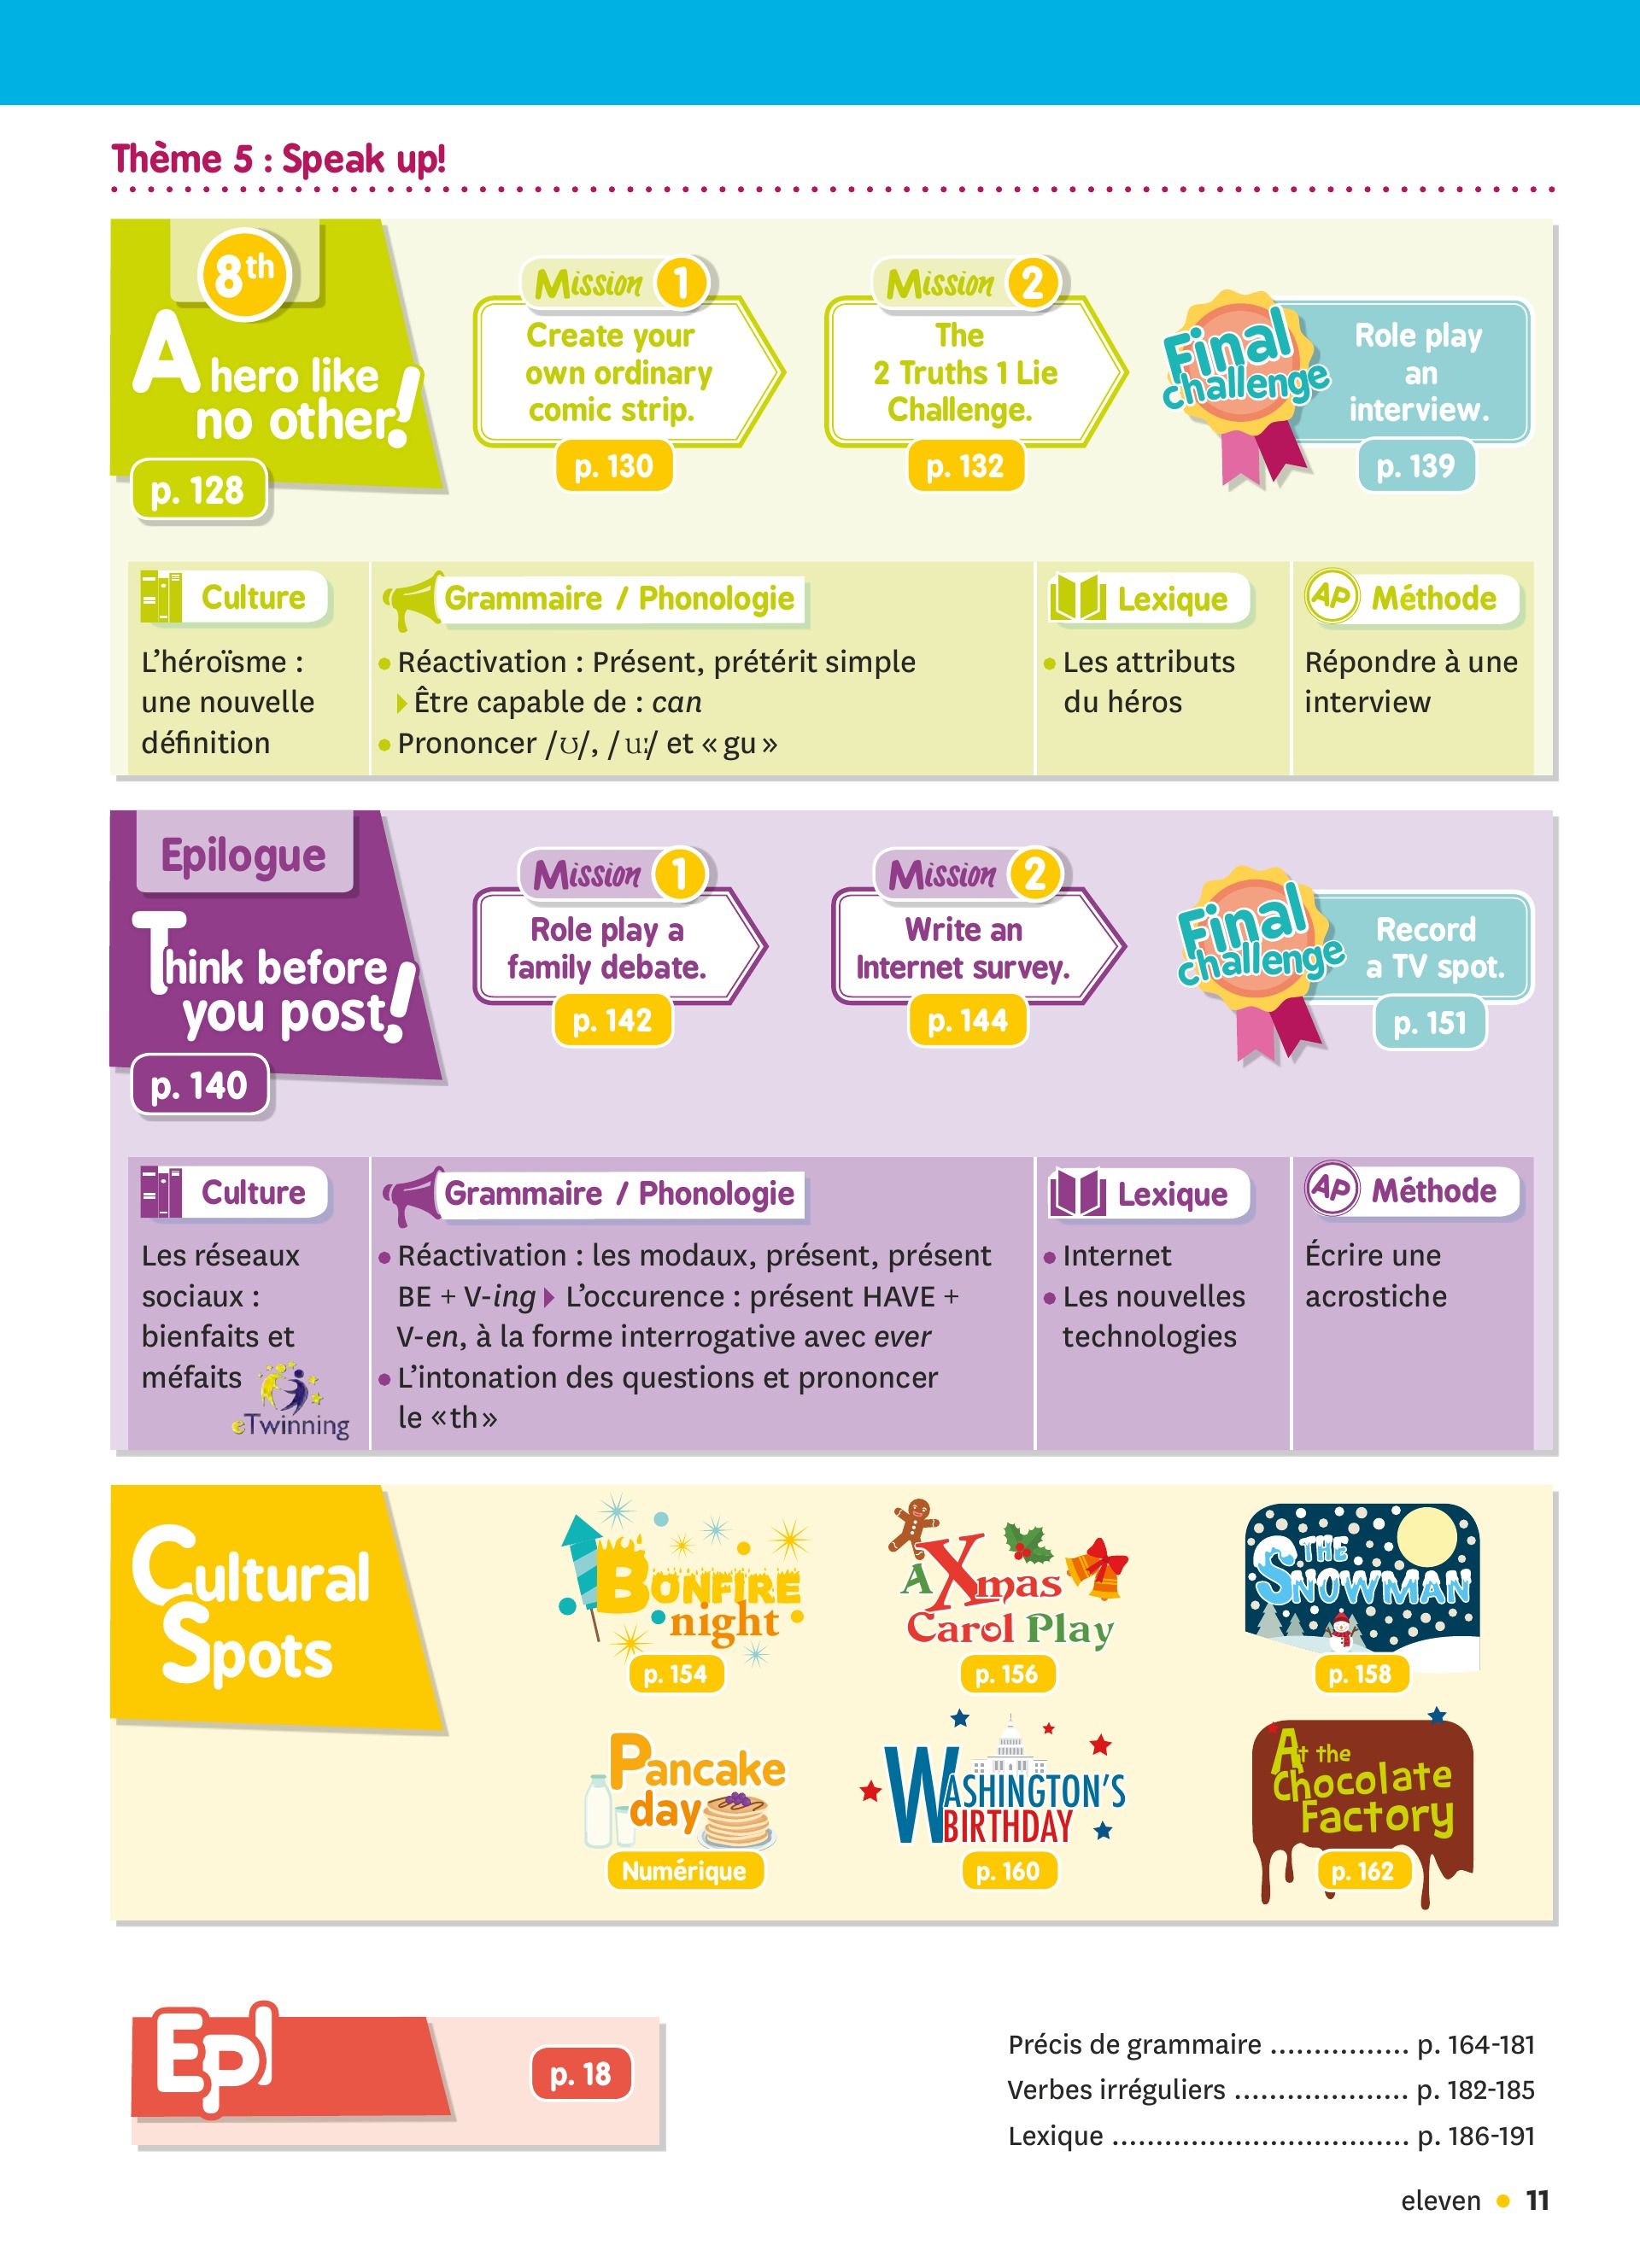 Thème 5 : Speak up!
8th
A hero like
no other!
p. 128
Mission 1
Create your
own ordinary
comic strip.
p. 130
Mission 2
The
2 Truths 1 Lie
Challenge.
p. 132
Final
challenge
Role play
an
interview.
p. 139
Culture
L'héroïsme :
une nouvelle
définition
Grammaire / Phonologie
• Réactivation : Présent, prétérit simple
Être capable de : can
• Prononcer /ʊ/, /uː/ et « gu »
Lexique
• Les attributs
du héros
AP Méthode
Répondre à une
interview
Epilogue
Think before
you post!
p. 140
Mission 1
Role play a
family debate.
p. 142
Mission 2
Write an
Internet survey.
p. 144
Final
challenge
Record
a TV spot.
p. 151
Culture
Les réseaux
sociaux :
bienfaits et
méfaits
eTwinning
Grammaire / Phonologie
• Réactivation : les modaux, présent, présent
BE + V-ing L'occurence : présent HAVE +
V-en, à la forme interrogative avec ever
• L'intonation des questions et prononcer
le « th »
Lexique
• Internet
• Les nouvelles
technologies
AP Méthode
Écrire une
acrostiche
Cultural
Spots
BONFIRE
night
p. 154
A Xmas
Carol Play
p. 156
THE
SNOWMAN
p. 158
Pancake
day
Numérique
WASHINGTON'S
BIRTHDAY
p. 160
At the
Chocolate
Factory
p. 162
EpI
p. 18
Précis de grammaire ................ p. 164-181
Verbes irréguliers .................... p. 182-185
Lexique .................................. p. 186-191
eleven • 11